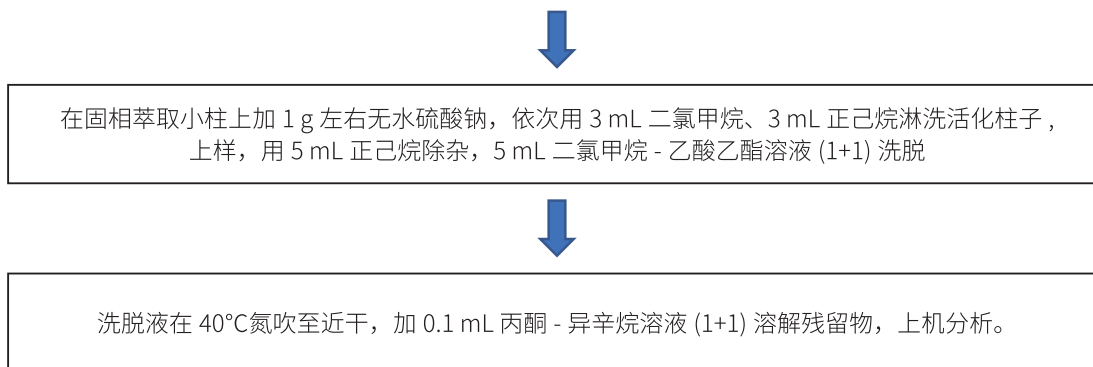 在固相萃取小柱上加 1 g 左右无水硫酸钠，依次用 3 mL 二氯甲烷、3 mL 正己烷淋洗活化柱子 ,
上样，用 5 mL 正己烷除杂，5 mL 二氯甲烷 - 乙酸乙酯溶液 (1+1) 洗脱
洗脱液在 40°C氮吹至近干，加 0.1 mL 丙酮 - 异辛烷溶液 (1+1) 溶解残留物，上机分析。